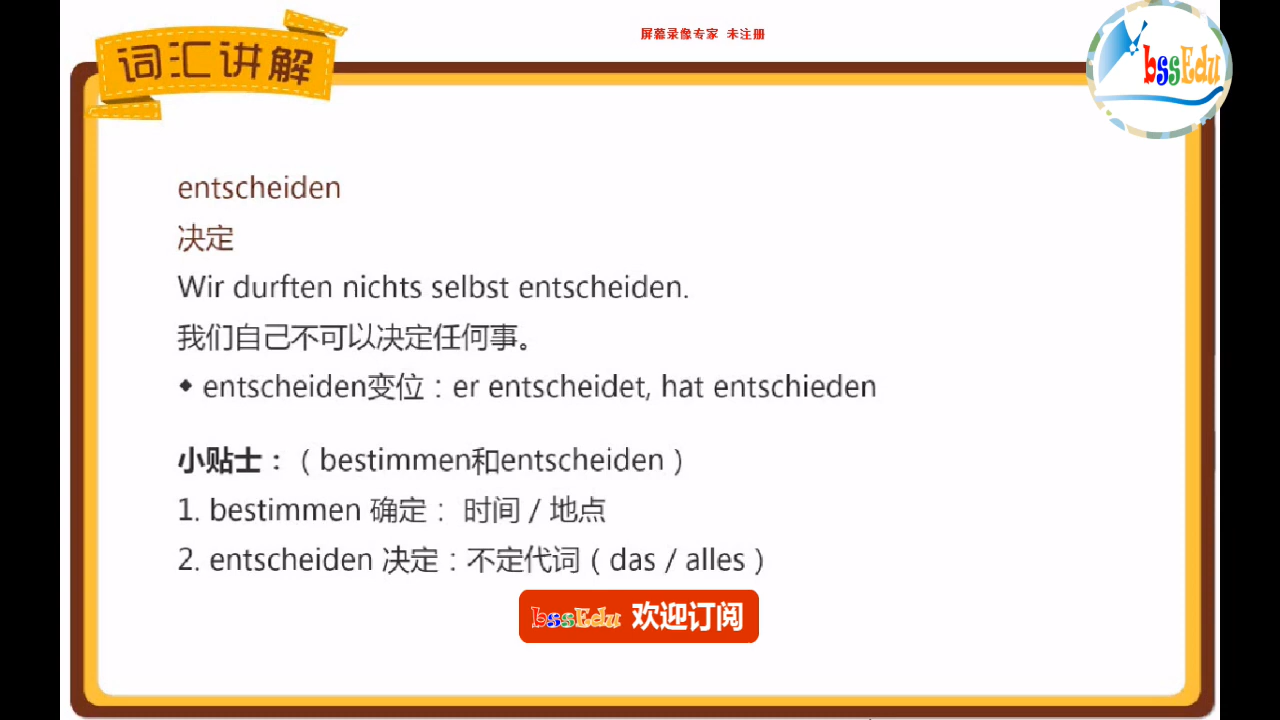 屏幕录像专家 未注册
词汇讲解
bssEdu
entscheiden
决定
Wir durften nichts selbst entscheiden.
我们自己不可以决定任何事。
◆ entscheiden变位：er entscheidet, hat entschieden
小贴士：（bestimmen和entscheiden）
1. bestimmen 确定： 时间 / 地点
2. entscheiden 决定：不定代词（das / alles）
bssEdu 欢迎订阅